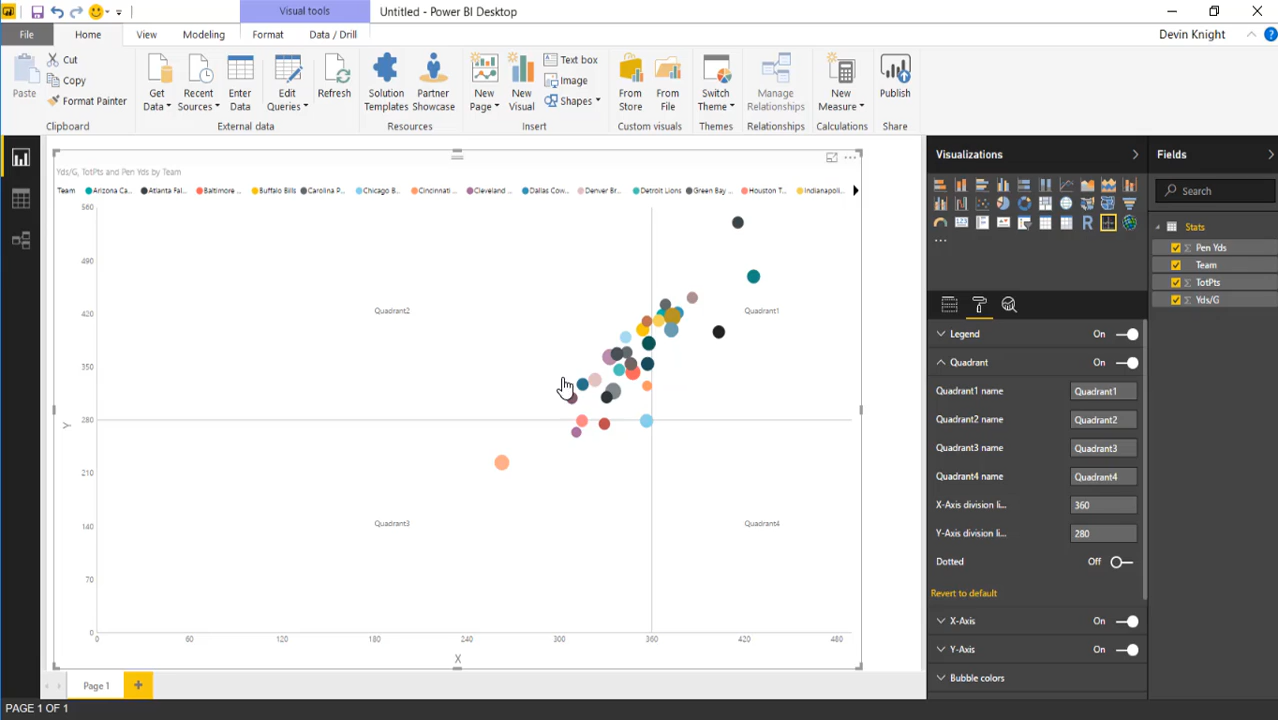 Visual tools
Untitled - Power BI Desktop
File
Home
View
Modeling
Format
Data / Drill
Devin Knight
Paste
Cut
Copy
Format Painter
Clipboard
Get Data
Recent Sources
Enter Data
Edit Queries
Refresh
External data
Solution Templates
Partner Showcase
Resources
New Page
New Visual
Text box
Image
Shapes
Insert
From Store
From File
Custom visuals
Switch Theme
Themes
Manage Relationships
Relationships
New Measure
Calculations
Publish
Share
Yds/G, TotPts and Pen Yds by Team
Team Arizona Ca... Atlanta Fal... Baltimore ... Buffalo Bills Carolina P... Chicago B... Cincinnati ... Cleveland ... Dallas Cow... Denver Br... Detroit Lions Green Bay ... Houston T... Indianapoli...
560
490
420
350
280
210
140
70
0
Y
Quadrant2
Quadrant1
Quadrant3
Quadrant4
0 60 120 180 240 300 360 420 480
X
Visualizations
R
...
Legend On
Quadrant On
Quadrant1 name Quadrant1
Quadrant2 name Quadrant2
Quadrant3 name Quadrant3
Quadrant4 name Quadrant4
X-Axis division li... 360
Y-Axis division li... 280
Dotted Off
Revert to default
X-Axis On
Y-Axis On
Bubble colors
Fields
Search
Stats
Σ Pen Yds
Team
Σ TotPts
Σ Yds/G
Page 1
+
PAGE 1 OF 1